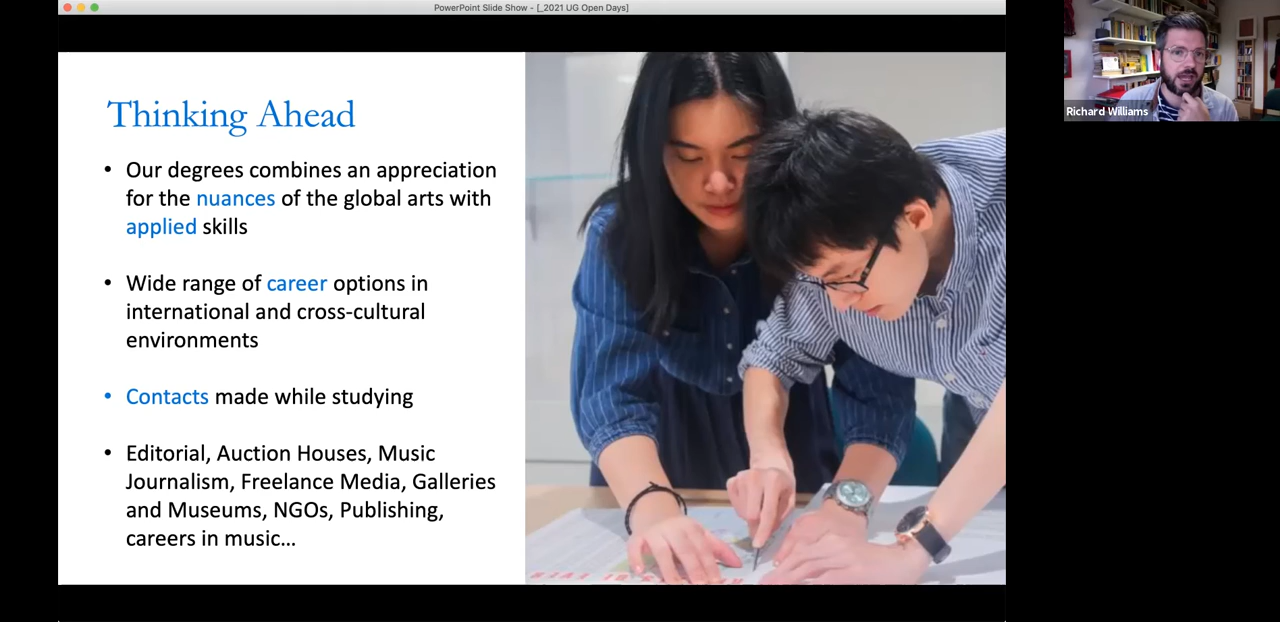 PowerPoint Slide Show - [_2021 UG Open Days]
Thinking Ahead
• Our degrees combines an appreciation
for the nuances of the global arts with
applied skills
• Wide range of career options in
international and cross-cultural
environments
• Contacts made while studying
• Editorial, Auction Houses, Music
Journalism, Freelance Media, Galleries
and Museums, NGOs, Publishing,
careers in music...
Richard Williams